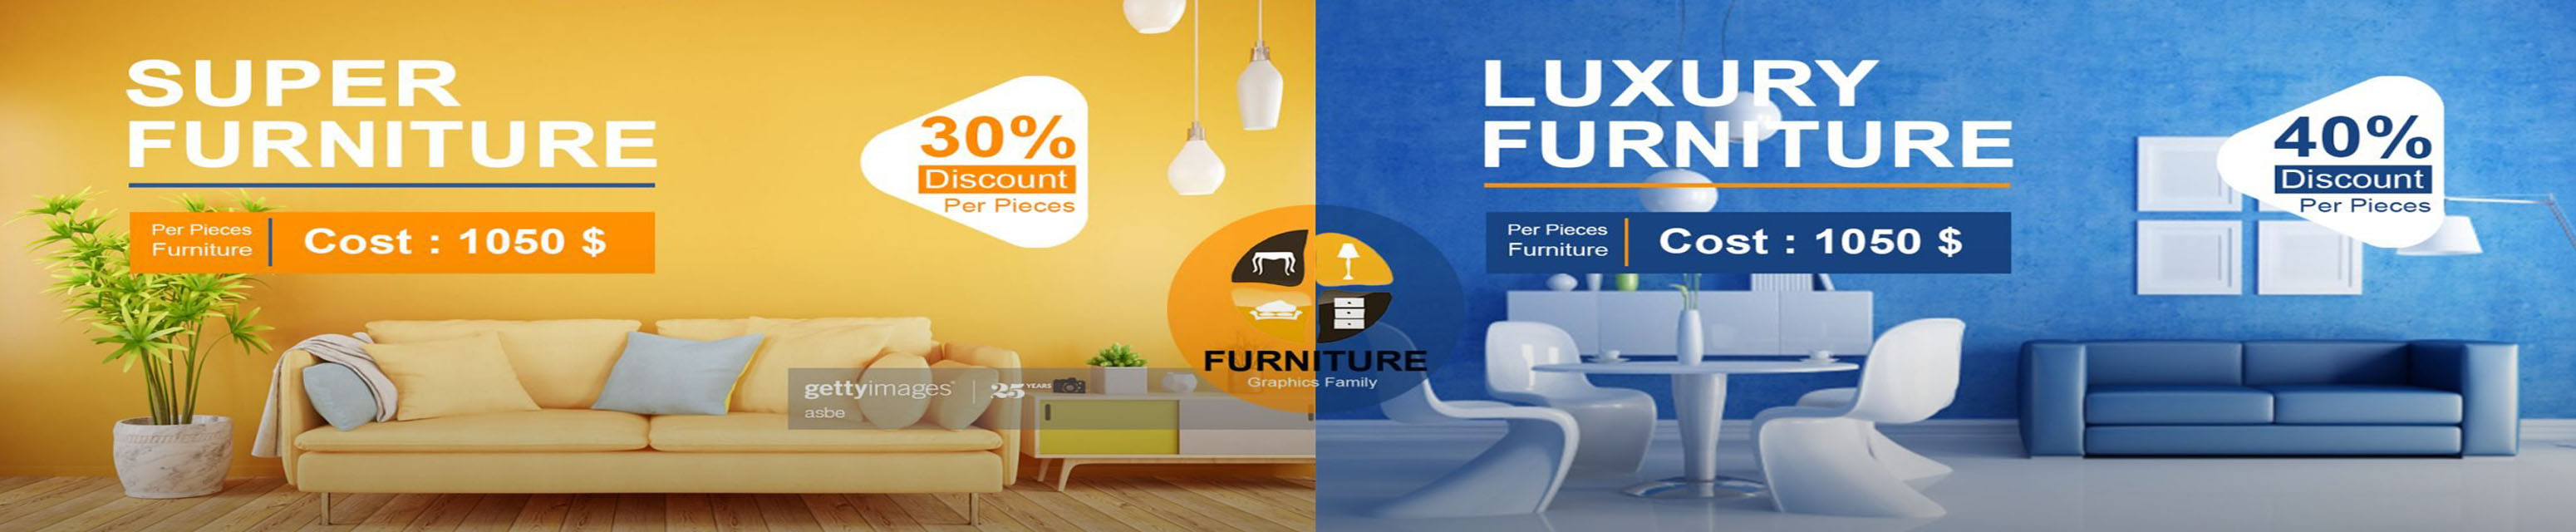 SUPER
FURNITURE
Per Pieces
Furniture
Cost : 1050 $
30%
Discount
Per Pieces
gettyimages®
25 YEARS
asbe
FURNITURE
Graphics Family
LUXURY
FURNITURE
Per Pieces
Furniture
Cost : 1050 $
40%
Discount
Per Pieces